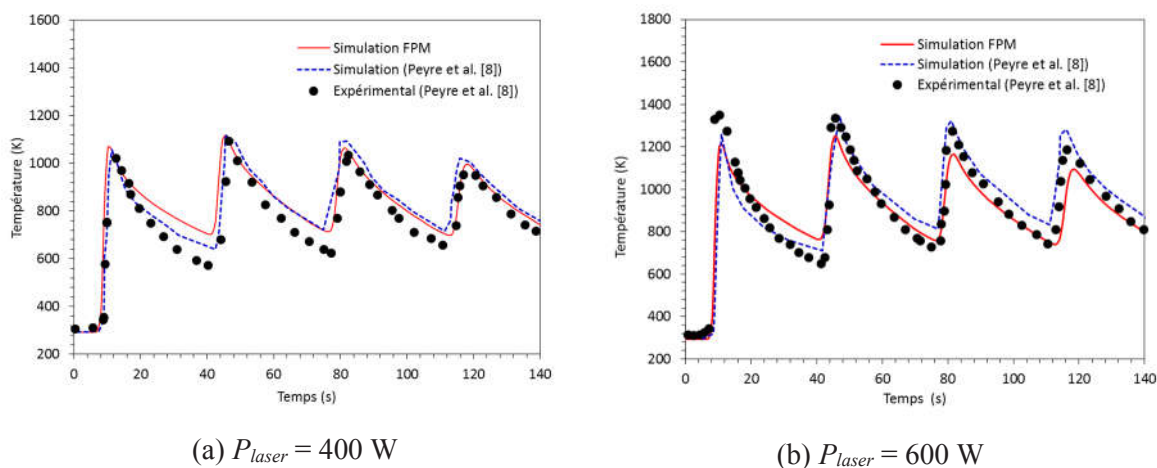 1600
1400
1200
1000
800
600
400
200
Température (K)
Simulation FPM
Simulation (Peyre et al. [8])
Expérimental (Peyre et al. [8])
0 20 40 60 80 100 120 140
Temps (s)
(a) Plaser = 400 W
1800
1600
1400
1200
1000
800
600
400
200
Température (K)
Simulation FPM
Simulation (Peyre et al. [8])
Expérimental (Peyre et al. [8])
0 20 40 60 80 100 120 140
Temps (s)
(b) Plaser = 600 W